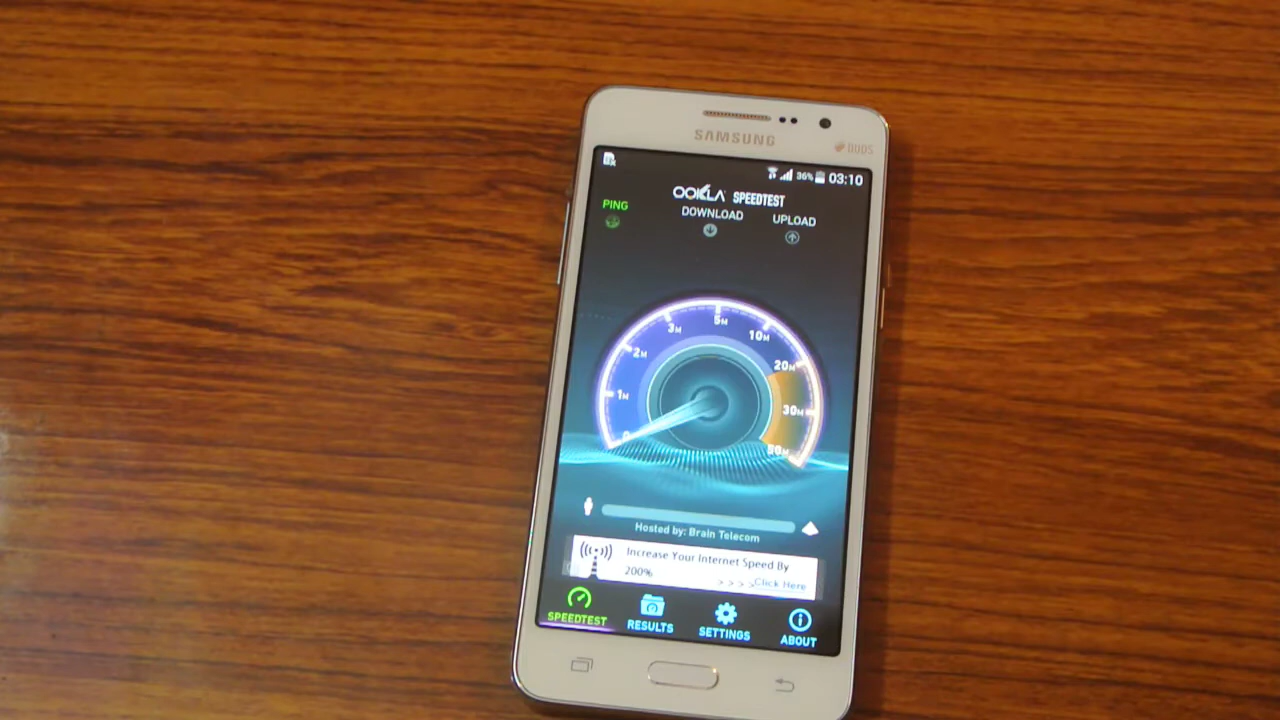 SAMSUNG
DUOS
36% 03:10
OOKLA SPEEDTEST
PING
DOWNLOAD
UPLOAD
0
1M
2M
3M
5M
10M
20M
30M
50M
Hosted by: Brain Telecom
Increase Your Internet Speed By
200%
> > > > Click Here
SPEEDTEST
RESULTS
SETTINGS
ABOUT